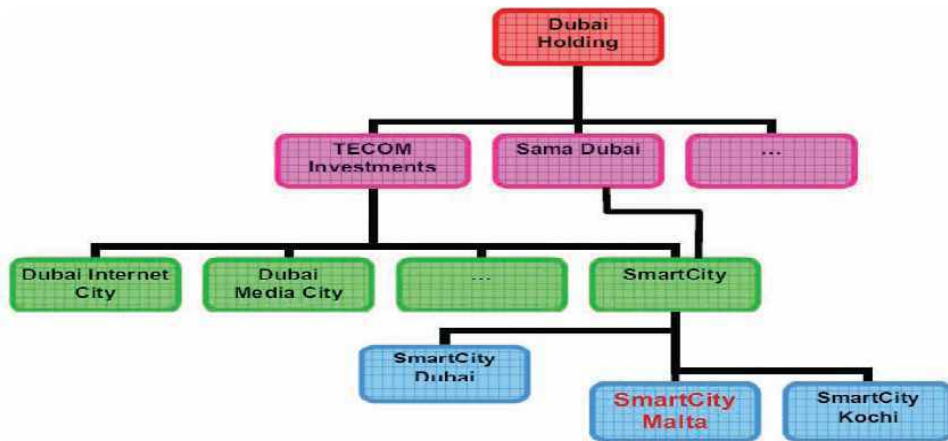 Dubai
Holding
TECOM
Investments
Sama Dubai
...
Dubai Internet
City
Dubai
Media City
...
SmartCity
SmartCity
Dubai
SmartCity
Malta
SmartCity
Kochi